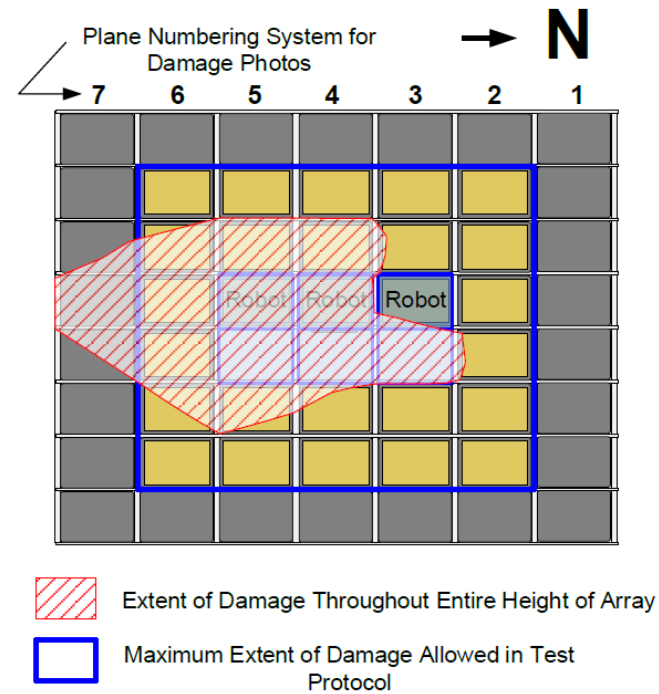 Plane Numbering System for
Damage Photos
N
7 6 5 4 3 2 1
Robot Robot Robot
Extent of Damage Throughout Entire Height of Array
Maximum Extent of Damage Allowed in Test
Protocol